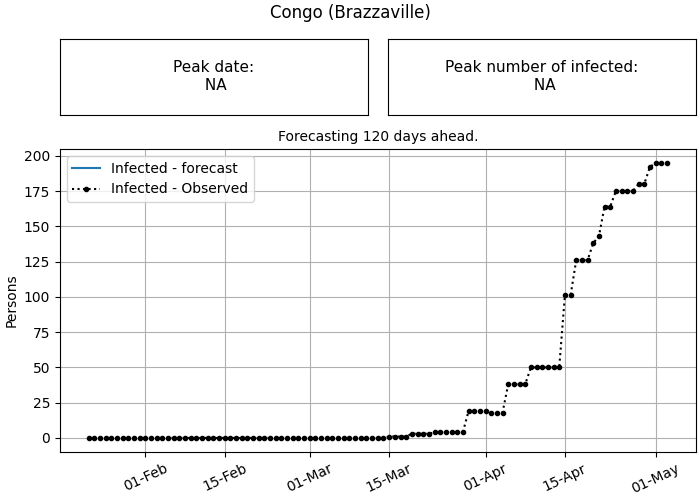 Congo (Brazzaville)
Peak date:
NA
Peak number of infected:
NA
Forecasting 120 days ahead.
Infected - forecast
Infected - Observed
Persons
200
175
150
125
100
75
50
25
0
01-Feb
15-Feb
01-Mar
15-Mar
01-Apr
15-Apr
01-May